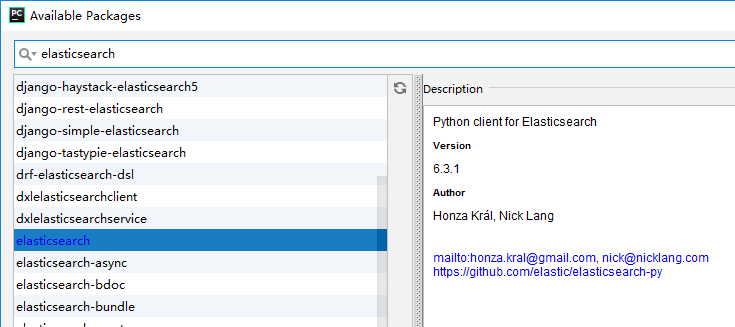 PC Available Packages
elasticsearch
django-haystack-elasticsearch5
django-rest-elasticsearch
django-simple-elasticsearch
django-tastypie-elasticsearch
drf-elasticsearch-dsl
dxlelasticsearchclient
dxlelasticsearchservice
elasticsearch
elasticsearch-async
elasticsearch-bdoc
elasticsearch-bundle
Description
Python client for Elasticsearch
Version
6.3.1
Author
Honza Král, Nick Lang
mailto:honza.kral@gmail.com, nick@nicklang.com
https://github.com/elastic/elasticsearch-py